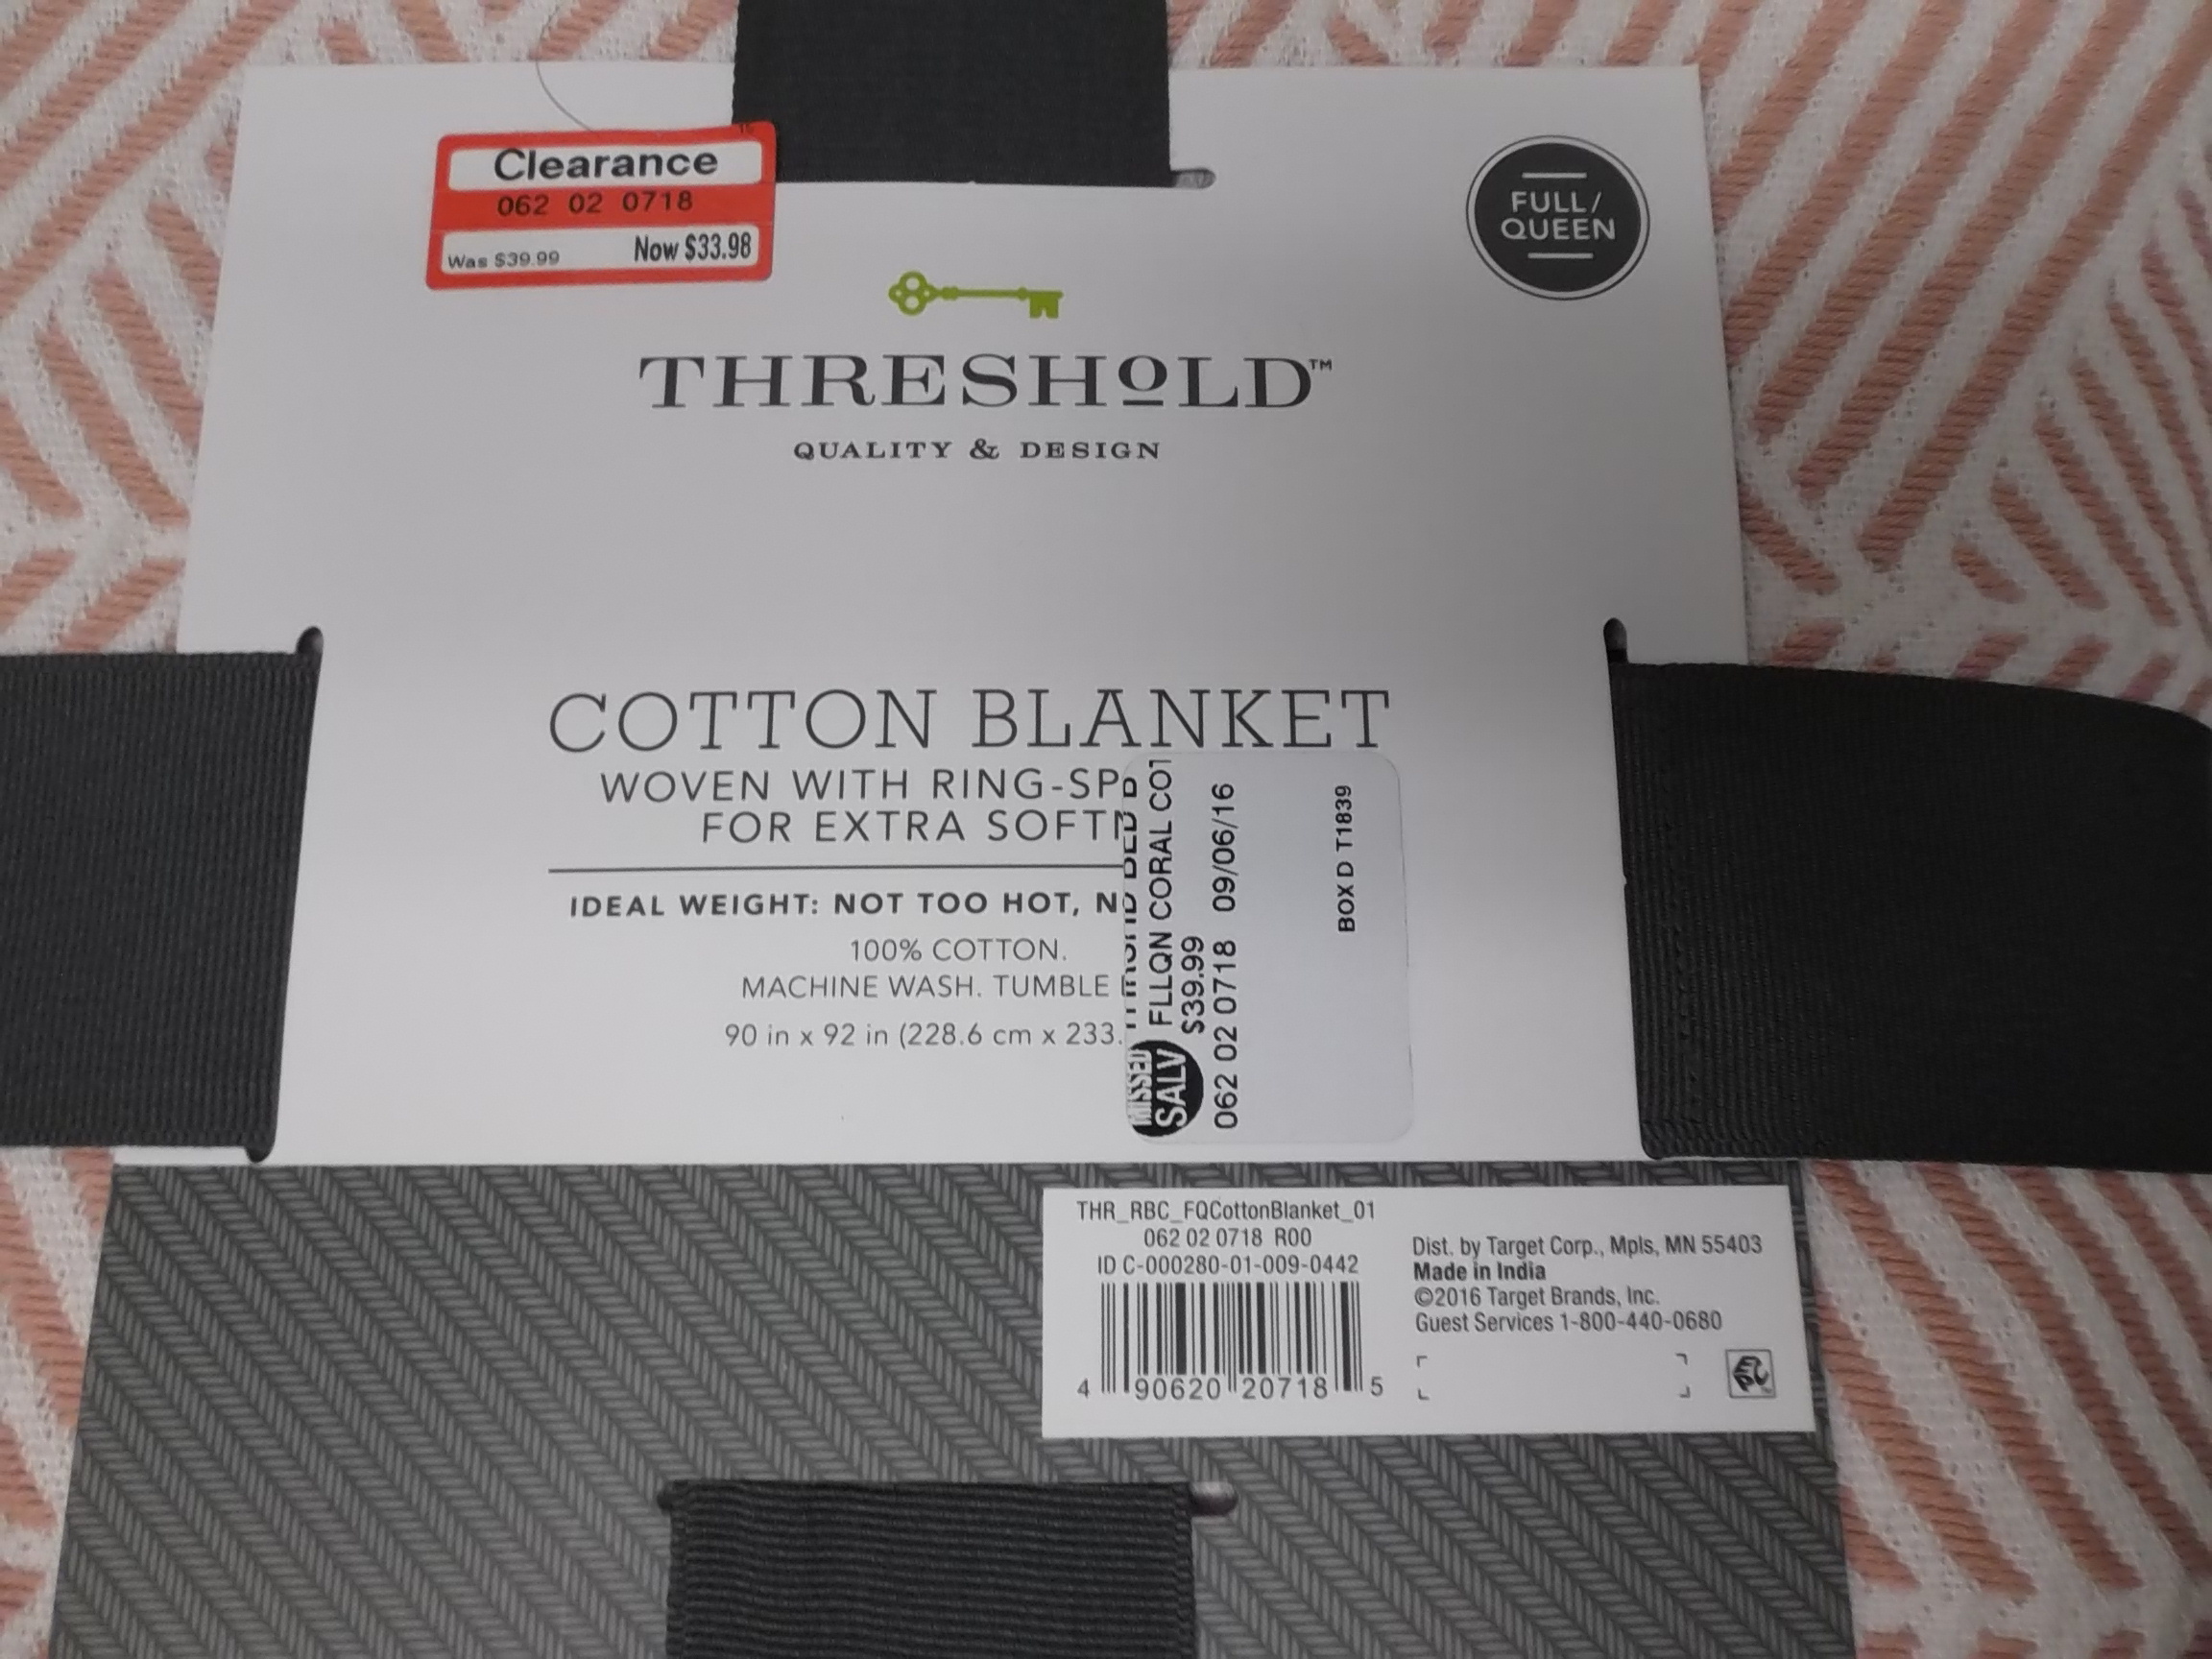 Clearance
062 02 0718
Was $39.99 Now $33.98
FULL/
QUEEN
THRESHOLD™
QUALITY & DESIGN
COTTON BLANKET
WOVEN WITH RING-SP
FOR EXTRA SOFT
IDEAL WEIGHT: NOT TOO HOT,
100% COTTON.
MACHINE WASH. TUMBLE
90 in x 92 in (228.6 cm x 233.
FLLQN CORAL COT
$39.99
062 02 0718 09/06/16
MISSED
SALV
BOX D T1839
THR_RBC_FQCottonBlanket_01
062 02 0718 R00
ID C-000280-01-009-0442
4 90620 20718 5
Dist. by Target Corp., Mpls, MN 55403
Made in India
©2016 Target Brands, Inc.
Guest Services 1-800-440-0680